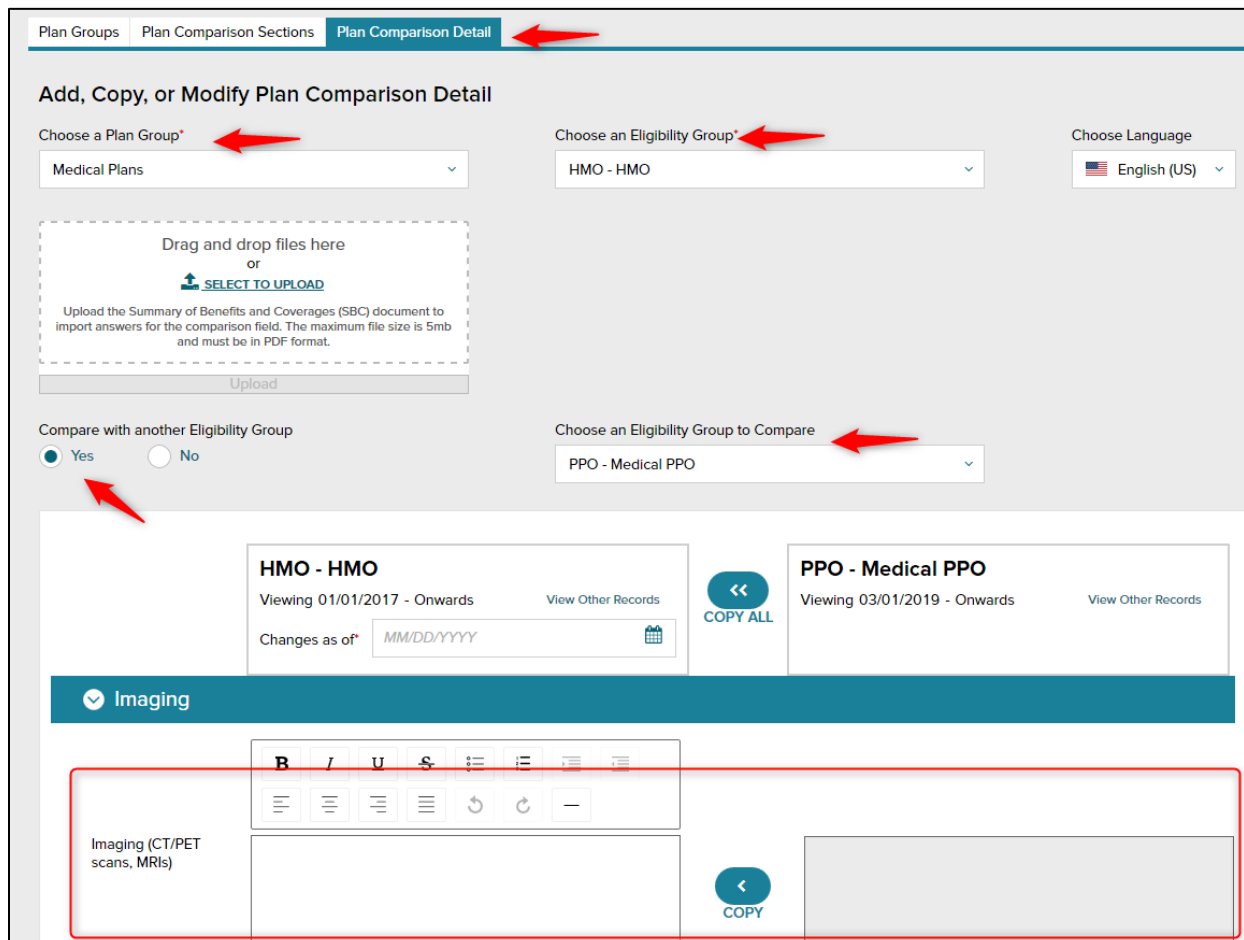 Plan Groups Plan Comparison Sections Plan Comparison Detail
Add, Copy, or Modify Plan Comparison Detail
Choose a Plan Group* Choose an Eligibility Group* Choose Language
Medical Plans HMO - HMO English (US)
Drag and drop files here
or
SELECT TO UPLOAD
Upload the Summary of Benefits and Coverages (SBC) document to
import answers for the comparison field. The maximum file size is 5mb
and must be in PDF format.
Upload
Compare with another Eligibility Group Choose an Eligibility Group to Compare
Yes No PPO - Medical PPO
HMO - HMO PPO - Medical PPO
Viewing 01/01/2017 - Onwards View Other Records Viewing 03/01/2019 - Onwards View Other Records
COPY ALL
Changes as of* MM/DD/YYYY
Imaging
B I U S
Imaging (CT/PET
scans, MRIs)
COPY